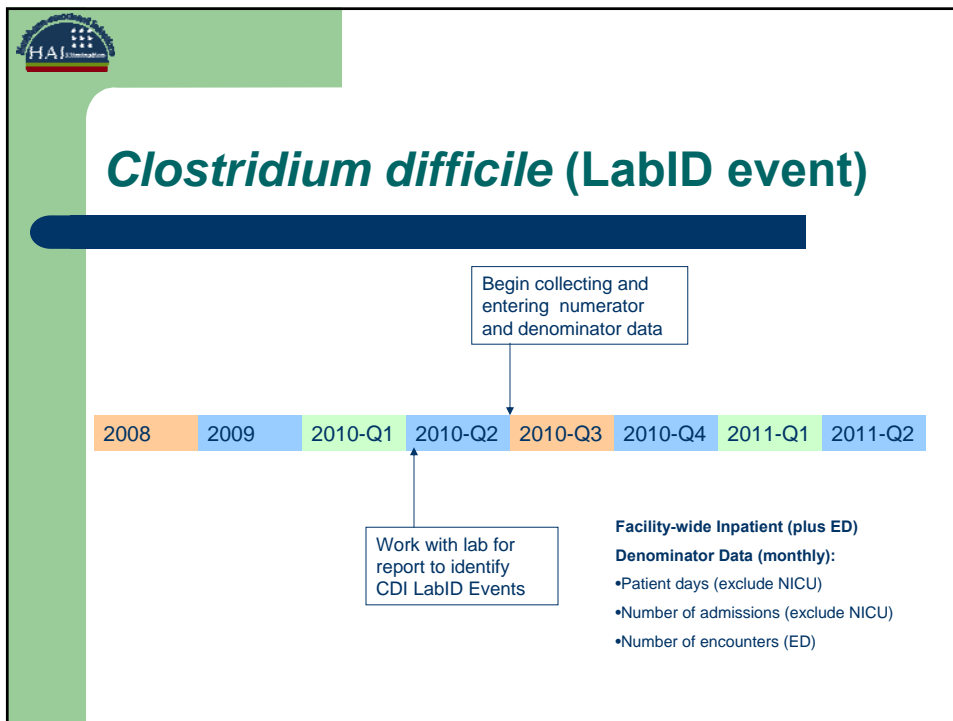 HAI
Elimination
Clostridium difficile (LabID event)
Begin collecting and
entering numerator
and denominator data
2008 2009 2010-Q1 2010-Q2 2010-Q3 2010-Q4 2011-Q1 2011-Q2
Work with lab for
report to identify
CDI LabID Events
Facility-wide Inpatient (plus ED)
Denominator Data (monthly):
•Patient days (exclude NICU)
•Number of admissions (exclude NICU)
•Number of encounters (ED)